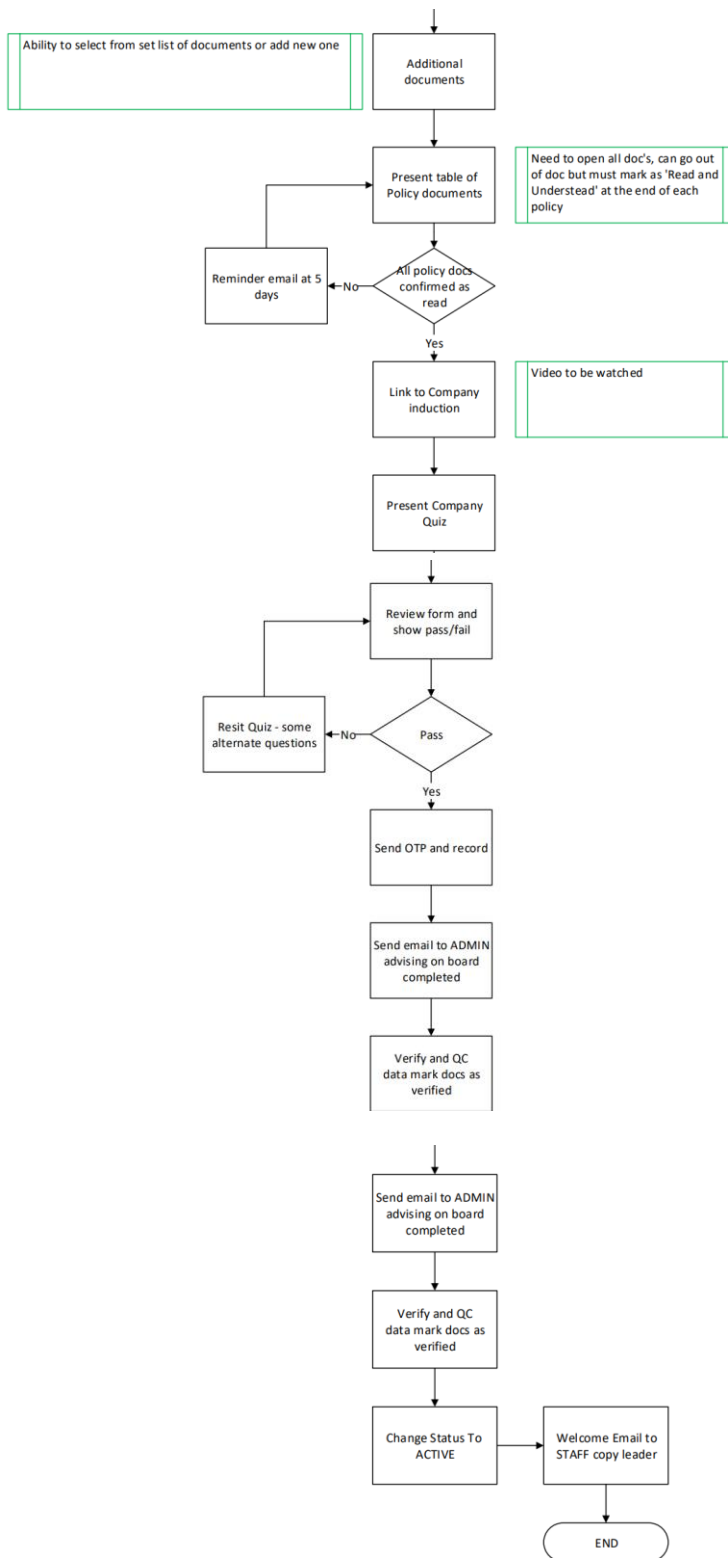 Ability to select from set list of documents or add new one
Additional
documents
Present table of
Policy documents
Need to open all doc's, can go out
of doc but must mark as 'Read and
Understead' at the end of each
policy
All policy docs
confirmed as
read
No
Reminder email at 5
days
Yes
Link to Company
induction
Video to be watched
Present Company
Quiz
Review form and
show pass/fail
Pass
No
Resit Quiz - some
alternate questions
Yes
Send OTP and record
Send email to ADMIN
advising on board
completed
Verify and QC
data mark docs as
verified
Send email to ADMIN
advising on board
completed
Verify and QC
data mark docs as
verified
Change Status To
ACTIVE
Welcome Email to
STAFF copy leader
END